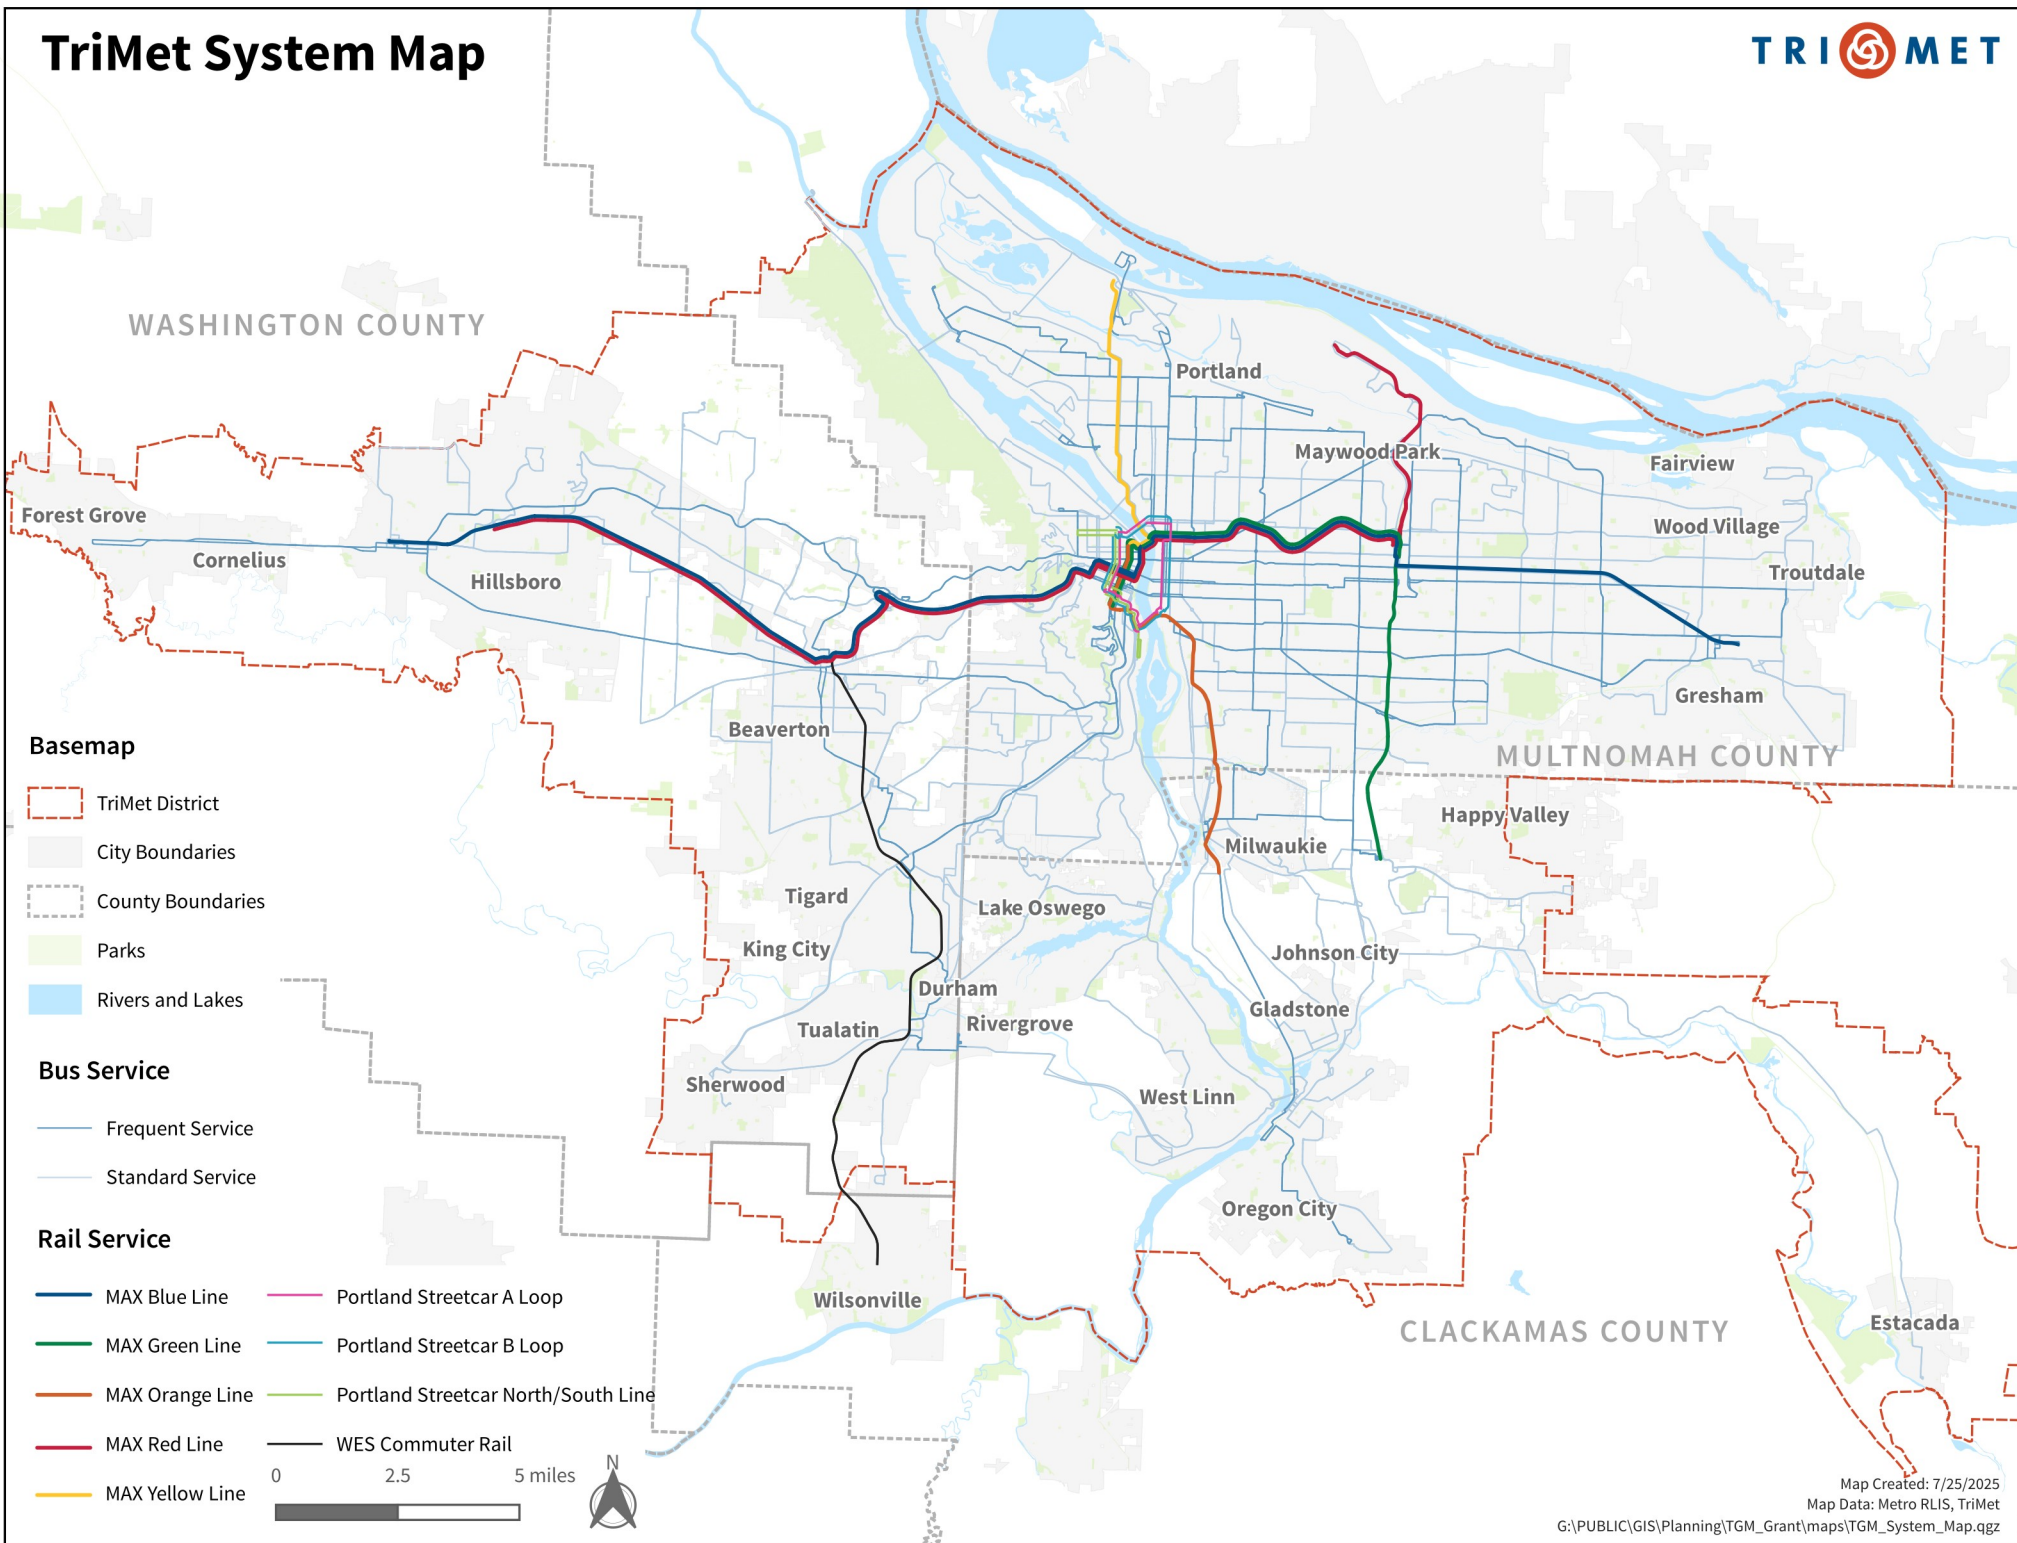 TriMet System Map
TRI MET
WASHINGTON COUNTY
Portland
Maywood Park
Fairview
Forest Grove
Wood Village
Cornelius
Hillsboro
Troutdale
Gresham
Beaverton
MULTNOMAH COUNTY
Happy Valley
Milwaukie
Tigard
Lake Oswego
King City
Johnson City
Durham
Gladstone
Rivergrove
Tualatin
Sherwood
West Linn
Oregon City
Wilsonville
Estacada
CLACKAMAS COUNTY
Basemap
TriMet District
City Boundaries
County Boundaries
Parks
Rivers and Lakes
Bus Service
Frequent Service
Standard Service
Rail Service
MAX Blue Line
MAX Green Line
MAX Orange Line
MAX Red Line
MAX Yellow Line
Portland Streetcar A Loop
Portland Streetcar B Loop
Portland Streetcar North/South Line
WES Commuter Rail
0 2.5 5 miles
N
Map Created: 7/25/2025
Map Data: Metro RLIS, TriMet
G:\PUBLIC\GIS\Planning\TGM_Grant\maps\TGM_System_Map.qgz